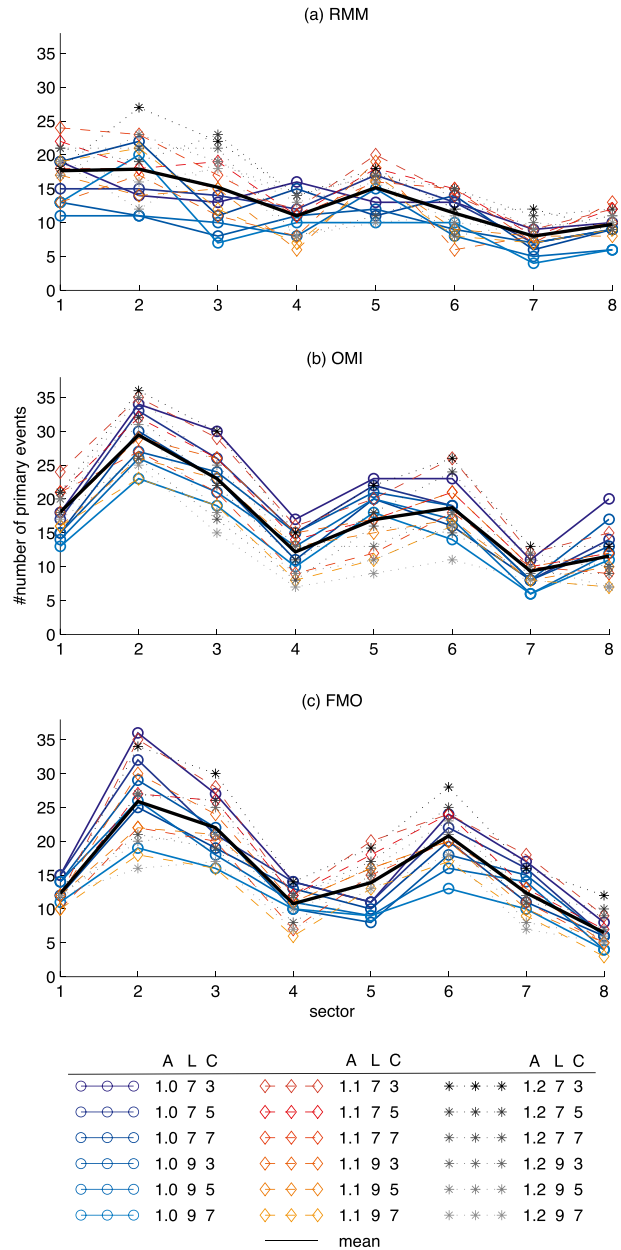 (a) RMM
35
30
25
20
15
10
5
0
1 2 3 4 5 6 7 8
(b) OMI
#number of primary events
35
30
25
20
15
10
5
0
1 2 3 4 5 6 7 8
(c) FMO
35
30
25
20
15
10
5
0
1 2 3 4 5 6 7 8
sector
A L C A L C A L C
1.0 7 3 1.1 7 3 1.2 7 3
1.0 7 5 1.1 7 5 1.2 7 5
1.0 7 7 1.1 7 7 1.2 7 7
1.0 9 3 1.1 9 3 1.2 9 3
1.0 9 5 1.1 9 5 1.2 9 5
1.0 9 7 1.1 9 7 1.2 9 7
mean